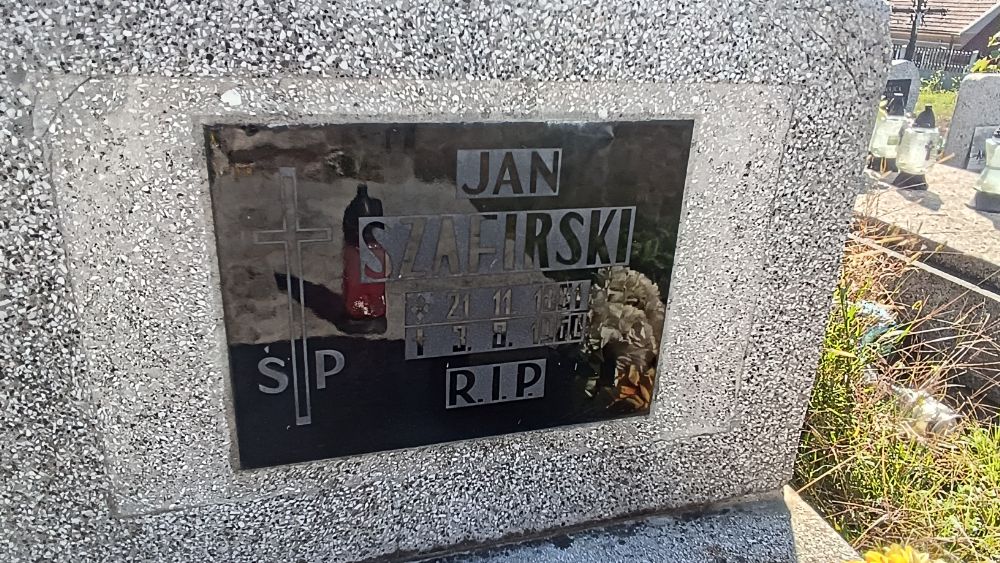 JAN
SZAFIRSKI
* 21 11
† 3. 8.
R.I.P.
ŚP